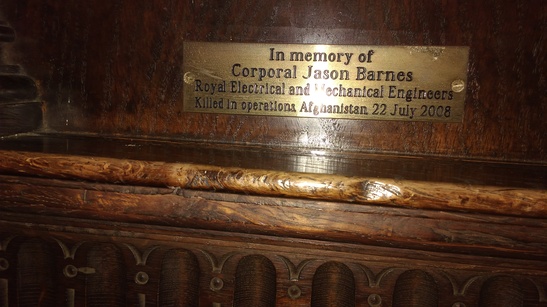 In memory of
Corporal Jason Barnes
Royal Electrical and Mechanical Engineers
Killed in operations, Afghanistan 22 July 2008